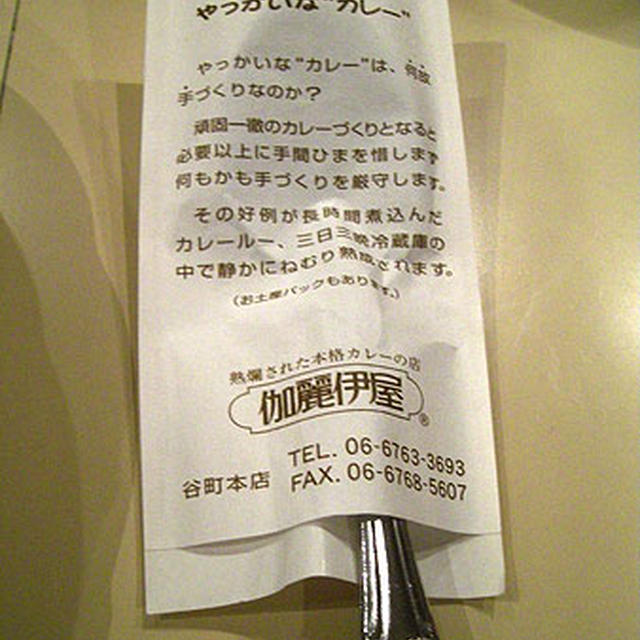 やっかいな"カレー"
やっかいな"カレー"は、何故
手づくりなのか？
頑固一徹のカレーづくりとなると
必要以上に手間ひまを惜しまず
何もかも手づくりを厳守します。
その好例が長時間煮込んだ
カレールー、三日三晩冷蔵庫の
中で静かにねむり熟成されます。
（お土産パックもあります。）
熟爛された本格カレーの店
伽麗伊屋®
TEL. 06-6763-3693
谷町本店 FAX. 06-6768-5607